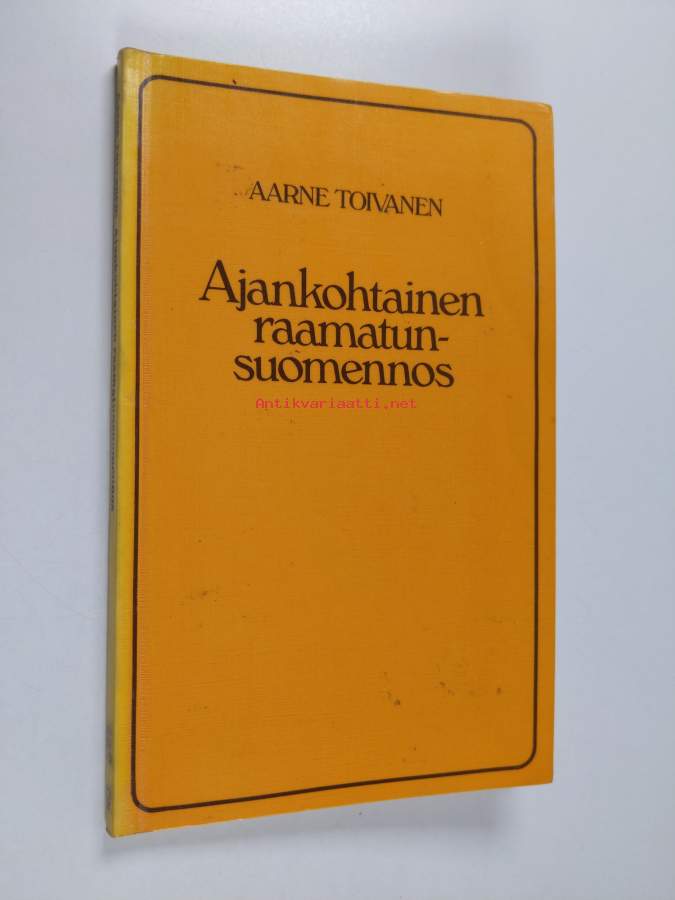 AARNE TOIVANEN
Ajankohtainen
raamatun-
suomennos
Antikvariaatti.net